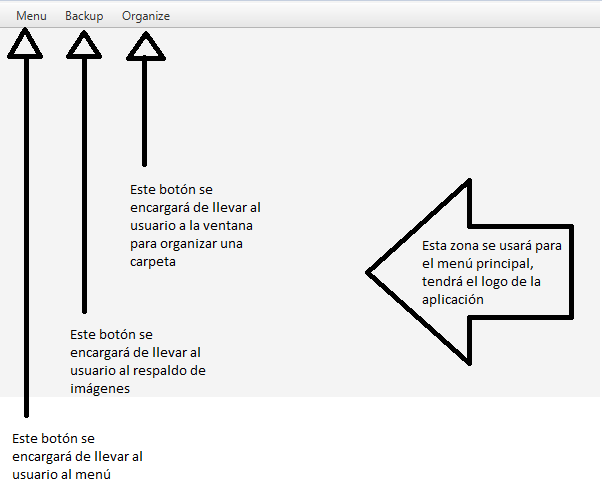 Menu Backup Organize
Este botón se
encargará de llevar al
usuario a la ventana
para organizar una
carpeta
Esta zona se usará para
el menú principal,
tendrá el logo de la
aplicación
Este botón se
encargará de llevar al
usuario al respaldo de
imágenes
Este botón se
encargará de llevar al
usuario al menú